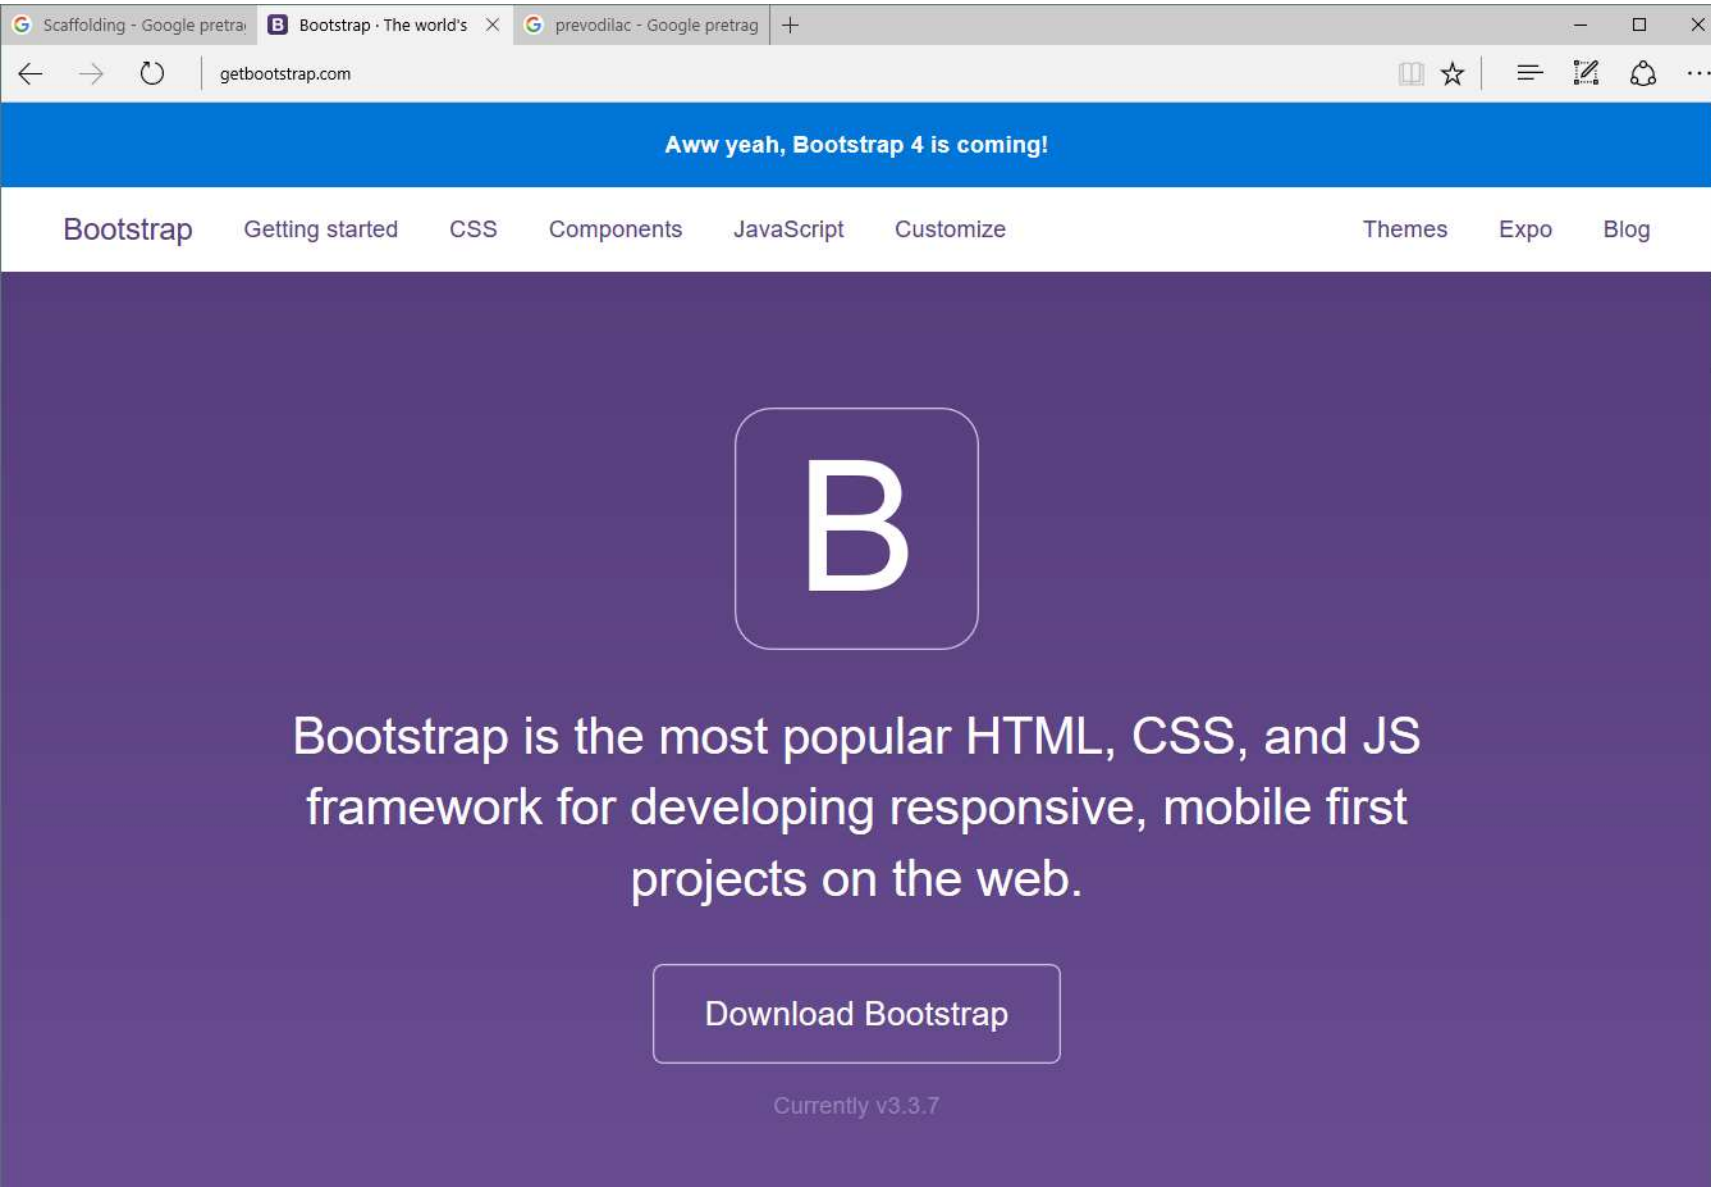 Scaffolding - Google pretra
B Bootstrap · The world's
prevodilac - Google pretrag
getbootstrap.com
Aww yeah, Bootstrap 4 is coming!
Bootstrap Getting started CSS Components JavaScript Customize Themes Expo Blog
B
Bootstrap is the most popular HTML, CSS, and JS
framework for developing responsive, mobile first
projects on the web.
Download Bootstrap
Currently v3.3.7